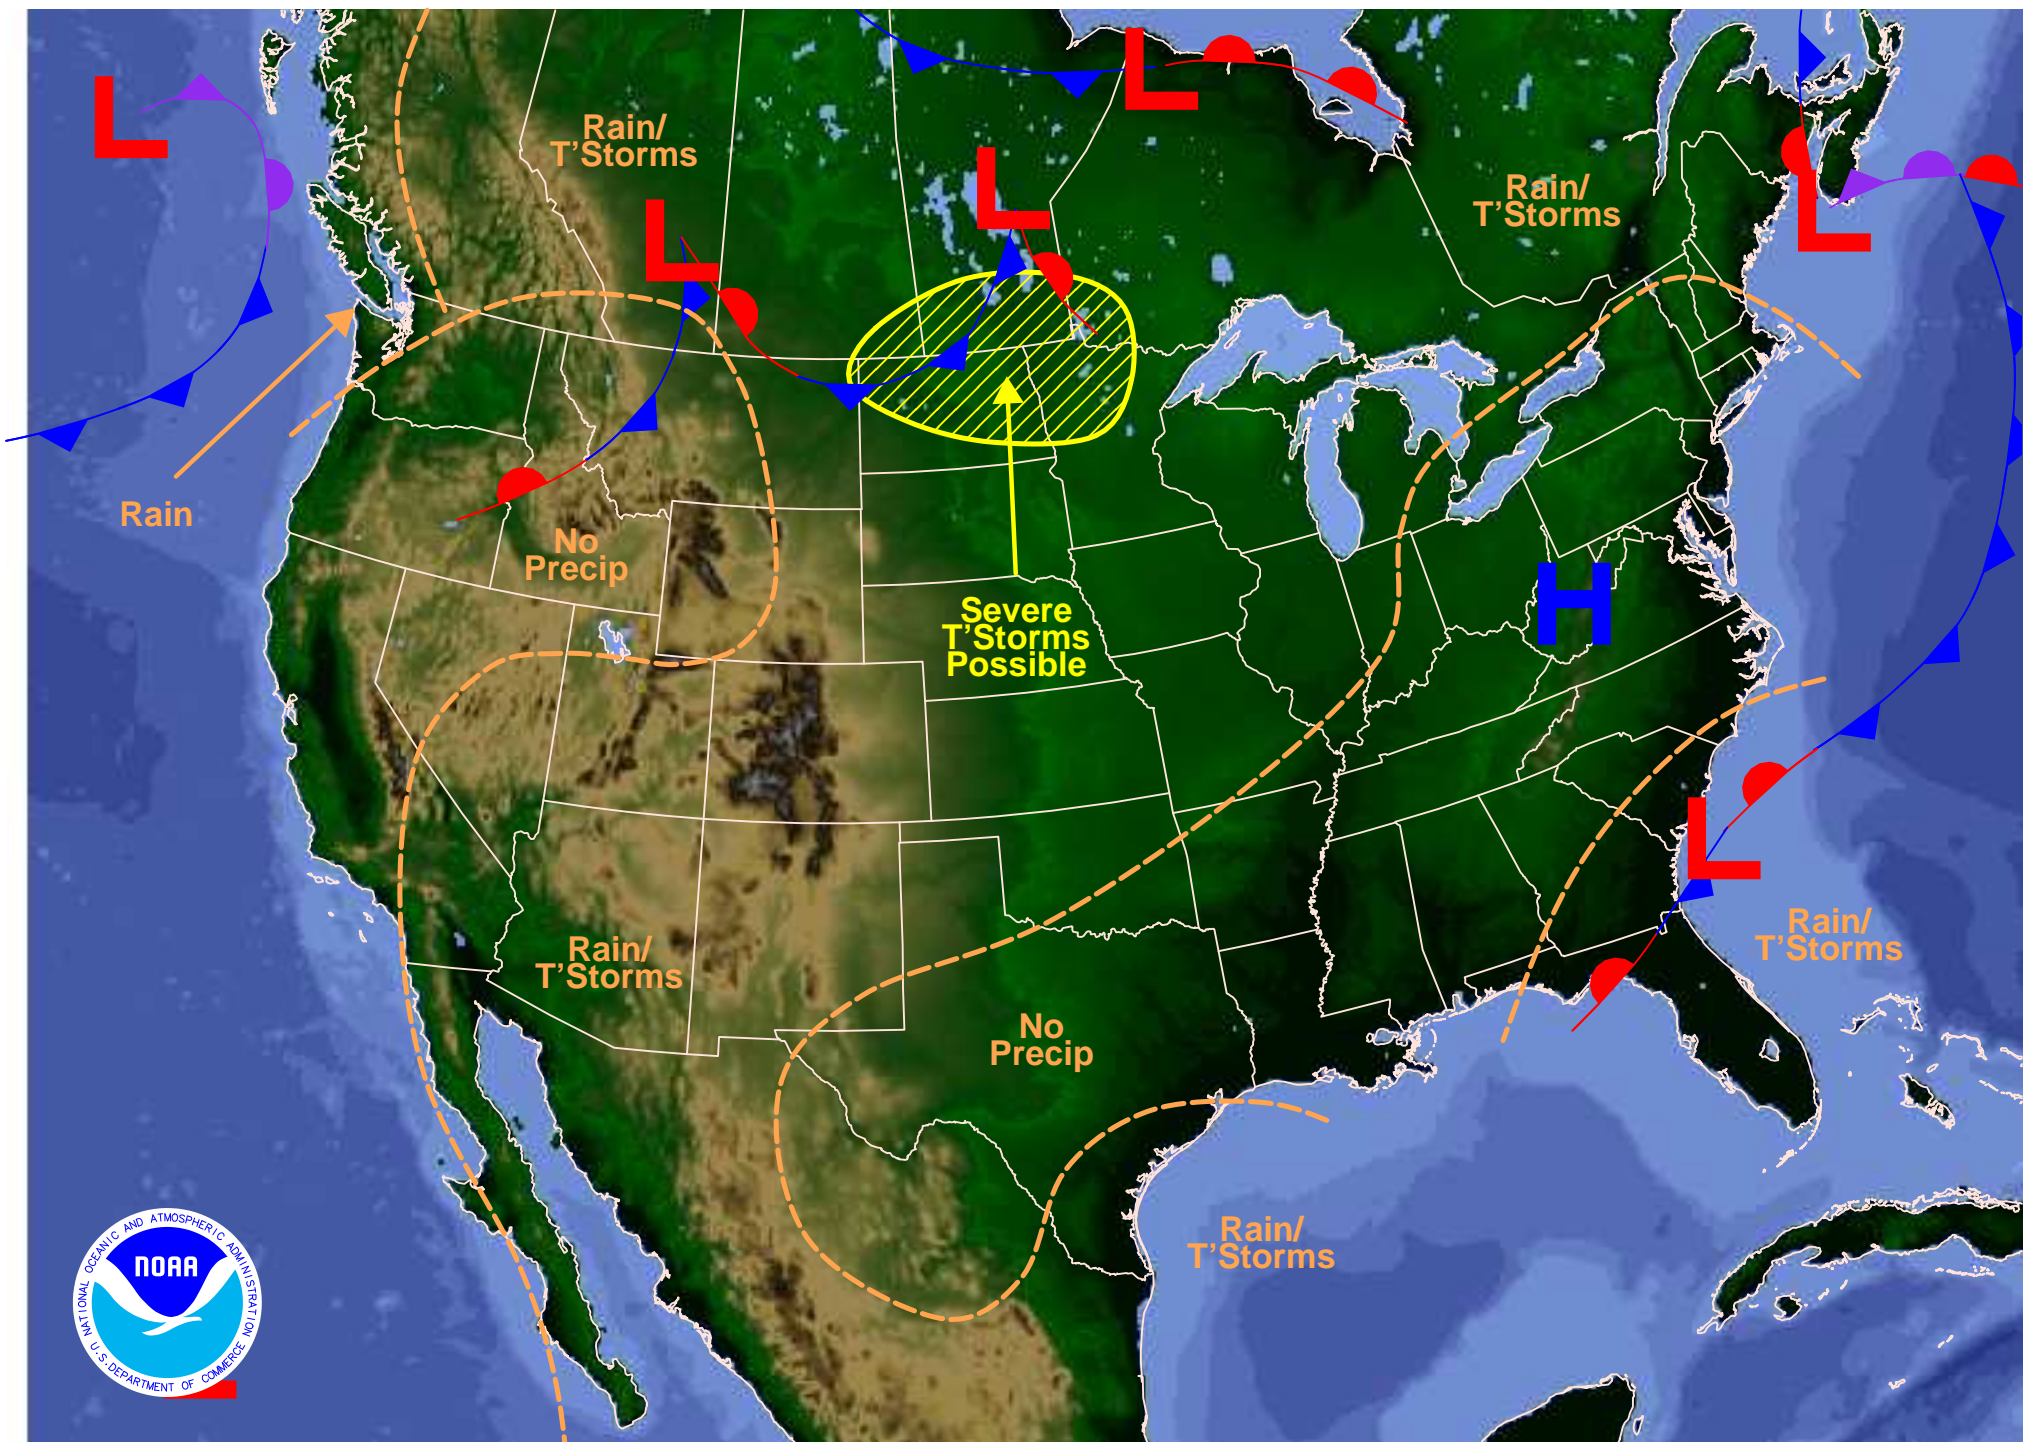 L
L
Rain/
T'Storms
L
Rain/
T'Storms
L
L
Rain
No
Precip
H
Severe
T'Storms
Possible
L
Rain/
T'Storms
Rain/
T'Storms
No
Precip
Rain/
T'Storms
NATIONAL OCEANIC AND ATMOSPHERIC ADMINISTRATION
NOAA
U.S. DEPARTMENT OF COMMERCE